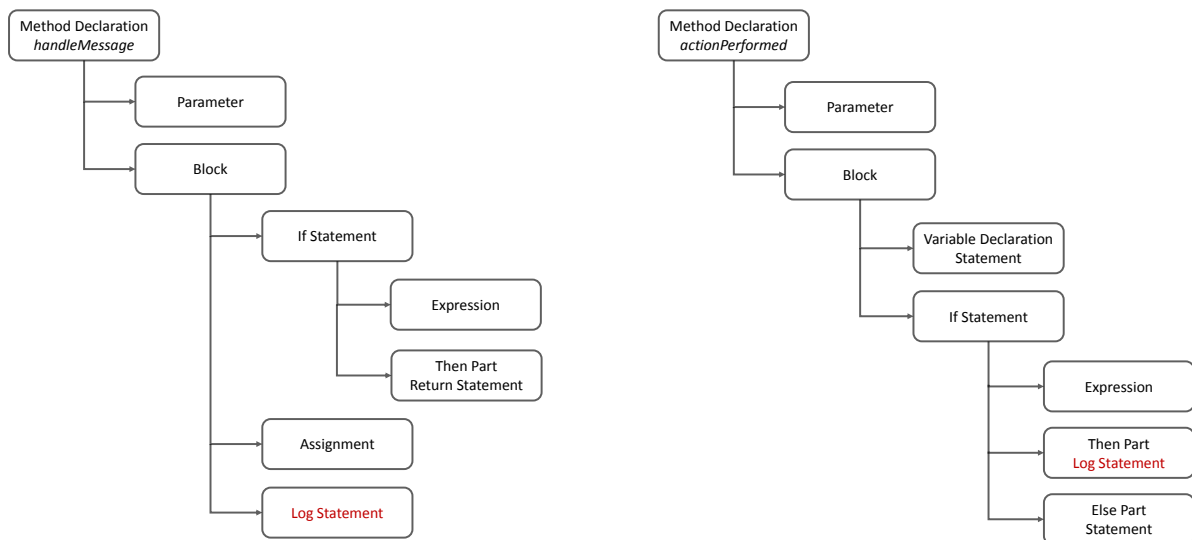 Method Declaration
handleMessage
Parameter
Block
If Statement
Expression
Then Part
Return Statement
Assignment
Log Statement
Method Declaration
actionPerformed
Parameter
Block
Variable Declaration
Statement
If Statement
Expression
Then Part
Log Statement
Else Part
Statement